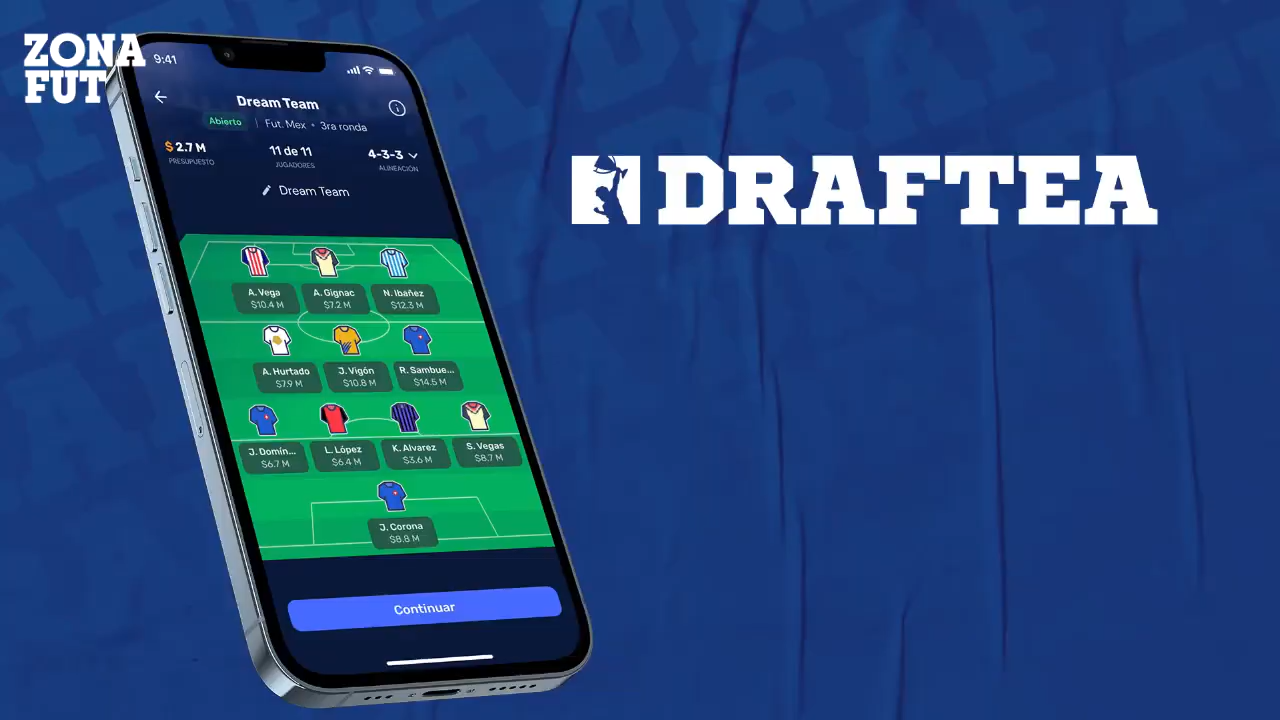 ZONA
FUT
9:41
Dream Team
Abierto | Fut. Mex • 3ra ronda
$ 2.7 M
PRESUPUESTO
11 de 11
JUGADORES
4-3-3
ALINEACIÓN
Dream Team
A. Vega
$10.4 M
A. Gignac
$7.2 M
N. Ibáñez
$12.3 M
A. Hurtado
$7.9 M
J. Vigón
$10.8 M
R. Sambue...
$14.5 M
J. Domín...
$6.7 M
L. López
$6.4 M
K. Alvarez
$3.6 M
S. Vegas
$8.7 M
J. Corona
$8.8 M
Continuar
DRAFTEA